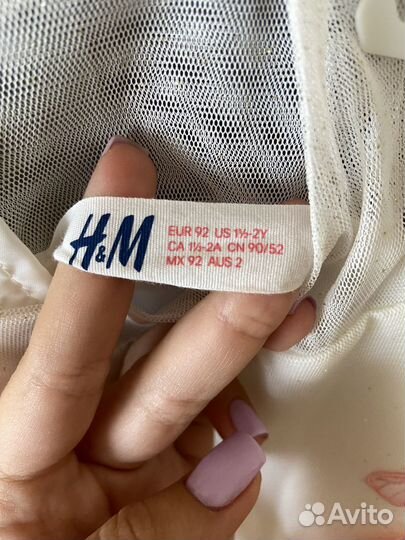 H&M
EUR 92 US 1½-2Y
CA 1½-2A CN 90/52
MX 92 AUS 2
Avito